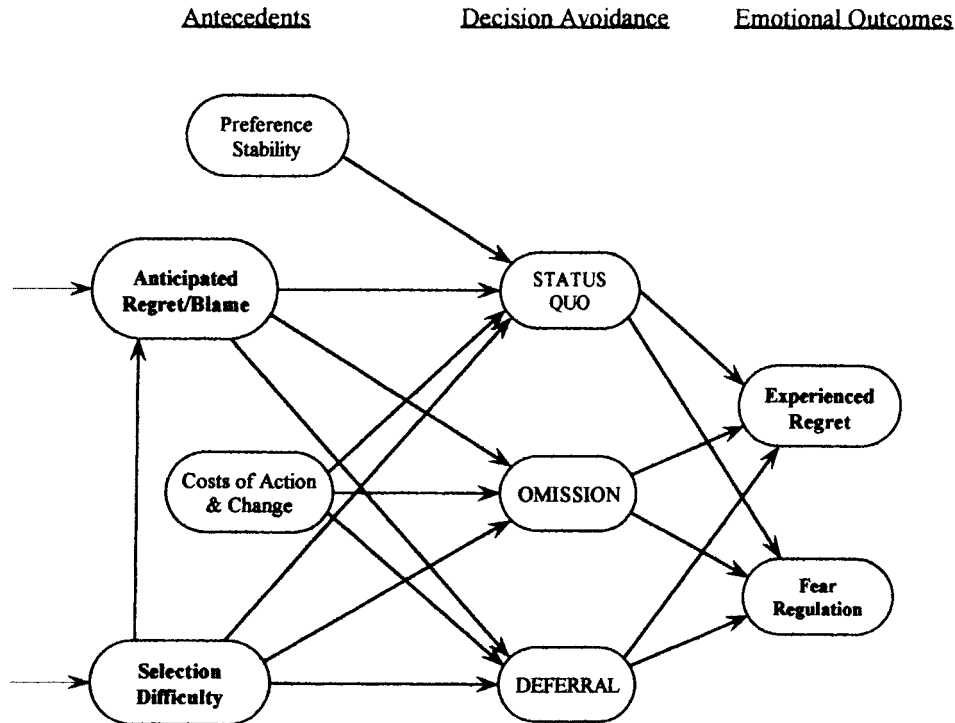 Antecedents Decision Avoidance Emotional Outcomes
Preference
Stability
Anticipated
Regret/Blame
STATUS
QUO
Experienced
Regret
Costs of Action
& Change
OMISSION
Fear
Regulation
Selection
Difficulty
DEFERRAL